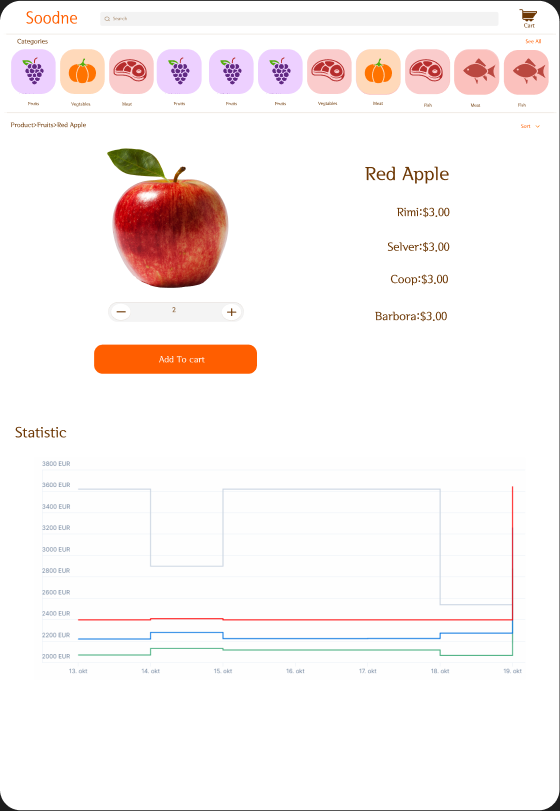 Soodne
Search
Cart
Categories
See All
Fruits Vegtables Meat Fruits Fruits Fruits Vegtables Meat Fish Meat Fish
Product>Fruits>Red Apple
Sort
Red Apple
Rimi:$3.00
Selver:$3.00
Coop:$3.00
Barbora:$3.00
2
Add To cart
Statistic
3800 EUR
3600 EUR
3400 EUR
3200 EUR
3000 EUR
2800 EUR
2600 EUR
2400 EUR
2200 EUR
2000 EUR
13. okt 14. okt 15. okt 16. okt 17. okt 18. okt 19. okt